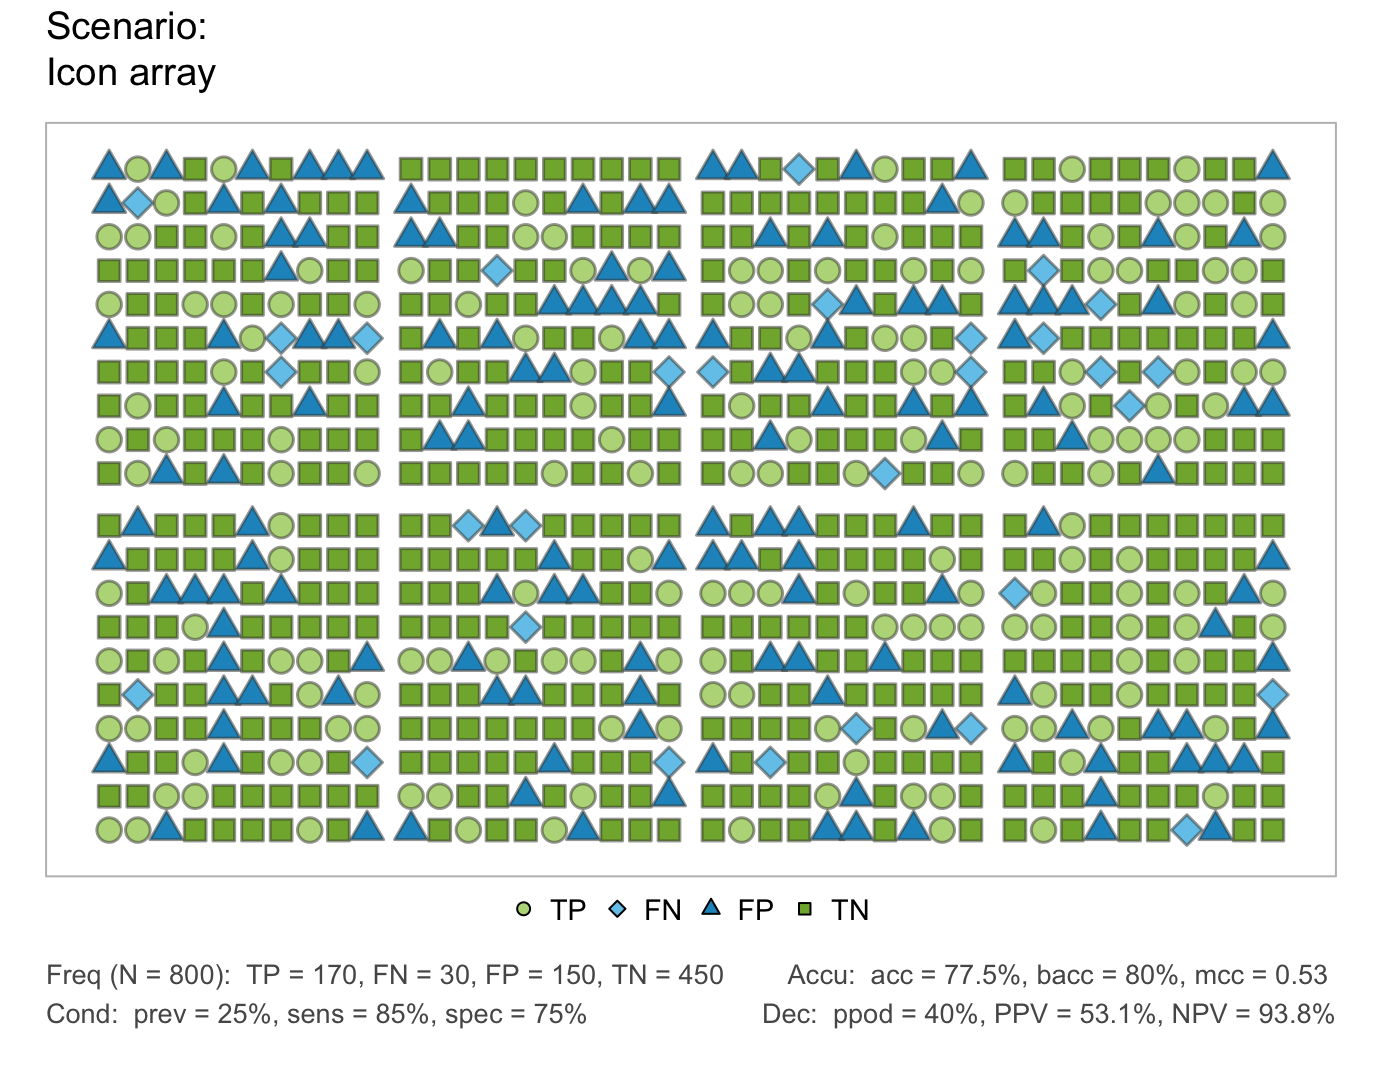 Scenario:
Icon array
TP FN FP TN
Freq (N = 800):  TP = 170, FN = 30, FP = 150, TN = 450
Accu:  acc = 77.5%, bacc = 80%, mcc = 0.53
Cond:  prev = 25%, sens = 85%, spec = 75%
Dec:  ppod = 40%, PPV = 53.1%, NPV = 93.8%